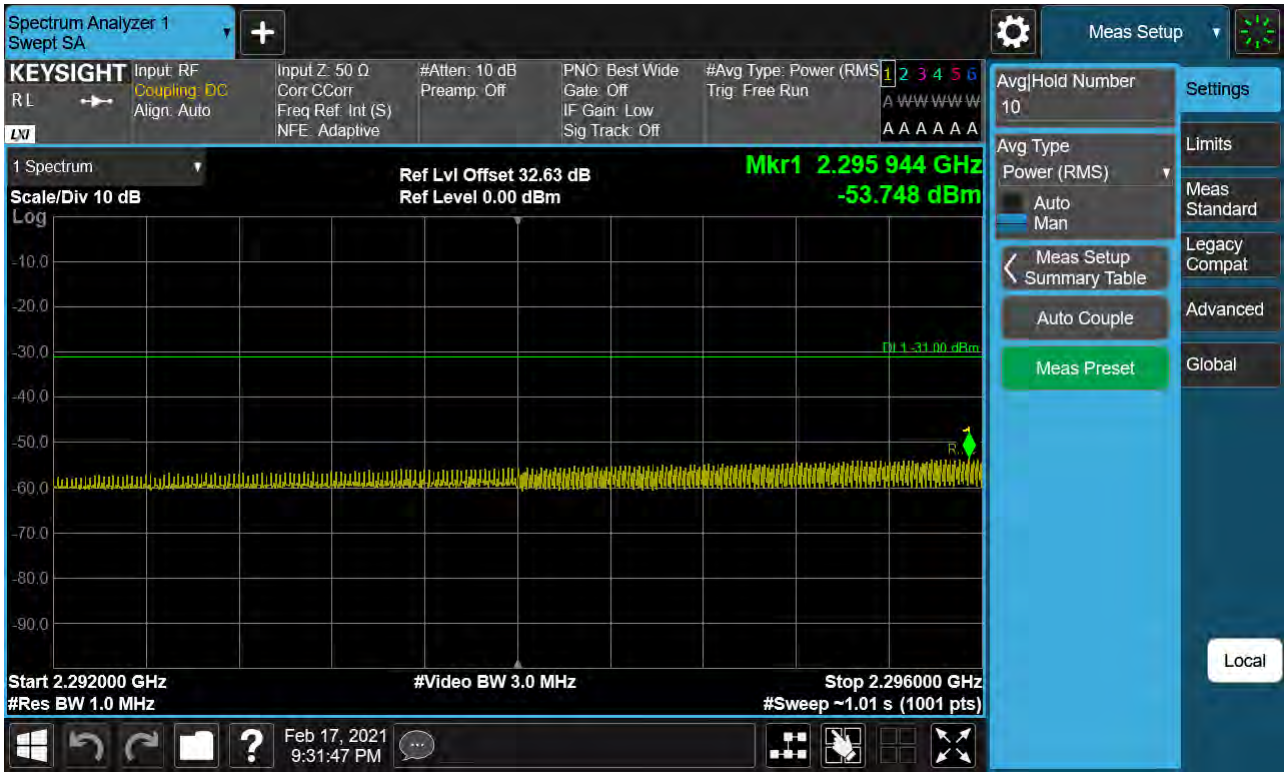 Spectrum Analyzer 1
Swept SA
Meas Setup
KEYSIGHT
RL
LXI
Input: RF
Coupling: DC
Align: Auto
Input Z: 50 Ω
Corr CCorr
Freq Ref: Int (S)
NFE: Adaptive
#Atten: 10 dB
Preamp: Off
PNO: Best Wide
Gate: Off
IF Gain: Low
Sig Track: Off
#Avg Type: Power (RMS
Trig: Free Run
1 2 3 4 5 6
A W W W W W
A A A A A A
1 Spectrum
Scale/Div 10 dB
Log
Ref Lvl Offset 32.63 dB
Ref Level 0.00 dBm
Mkr1 2.295 944 GHz
-53.748 dBm
-10.0
-20.0
-30.0
DL1 -31.00 dBm
-40.0
-50.0
1
R...
-60.0
-70.0
-80.0
-90.0
Start 2.292000 GHz
#Video BW 3.0 MHz
Stop 2.296000 GHz
#Res BW 1.0 MHz
#Sweep ~1.01 s (1001 pts)
Avg|Hold Number
10
Avg Type
Power (RMS)
Auto
Man
Meas Setup
Summary Table
Auto Couple
Meas Preset
Settings
Limits
Meas
Standard
Legacy
Compat
Advanced
Global
Local
Feb 17, 2021
9:31:47 PM